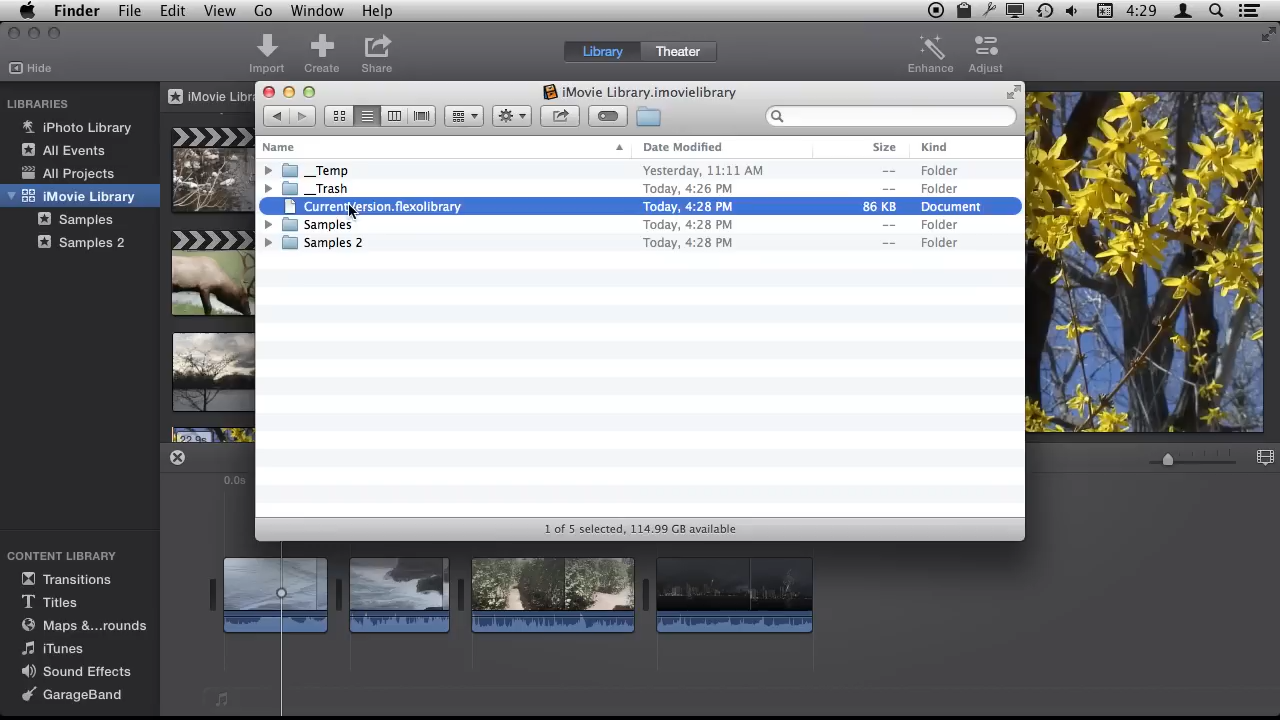 Finder File Edit View Go Window Help 4:29
Hide Import Create Share Library Theater Enhance Adjust
LIBRARIES
iPhoto Library
All Events
All Projects
iMovie Library
Samples
Samples 2
iMovie Libr
iMovie Library.imovielibrary
Name Date Modified Size Kind
__Temp Yesterday, 11:11 AM -- Folder
__Trash Today, 4:26 PM -- Folder
CurrentVersion.flexolibrary Today, 4:28 PM 86 KB Document
Samples Today, 4:28 PM -- Folder
Samples 2 Today, 4:28 PM -- Folder
1 of 5 selected, 114.99 GB available
22.9s
0.0s
CONTENT LIBRARY
Transitions
Titles
Maps &...rounds
iTunes
Sound Effects
GarageBand